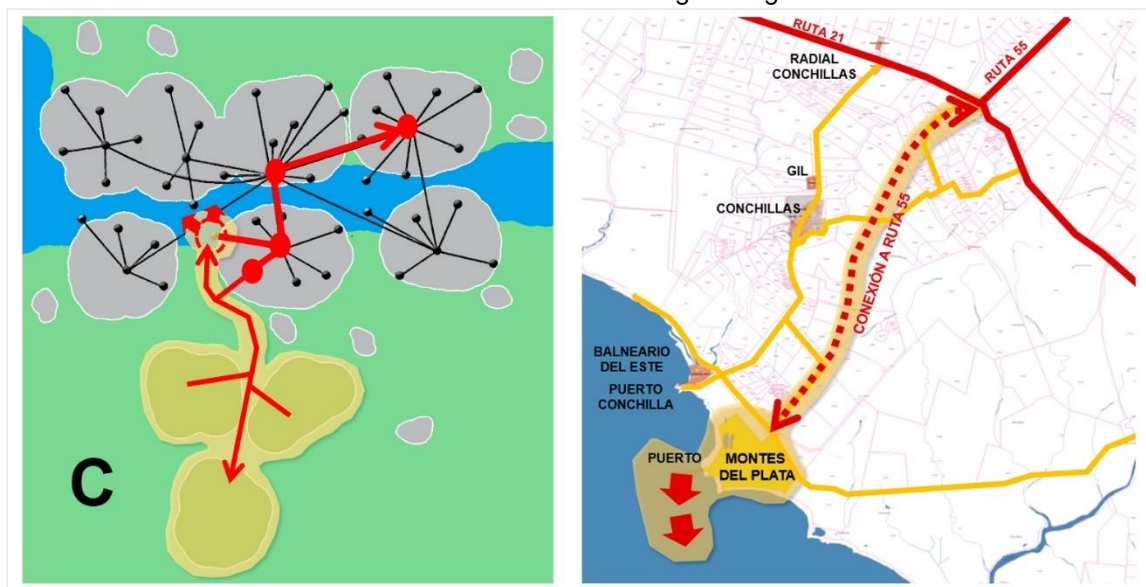 C
RUTA 21
RUTA 55
RADIAL
CONCHILLAS
GIL
CONCHILLAS
CONEXIÓN A RUTA 55
BALNEARIO
DEL ESTE
PUERTO
CONCHILLA
PUERTO
MONTES
DEL PLATA